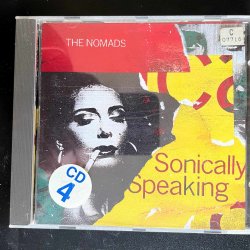 THE NOMADS
C
CD
4
Sonically
Speaking